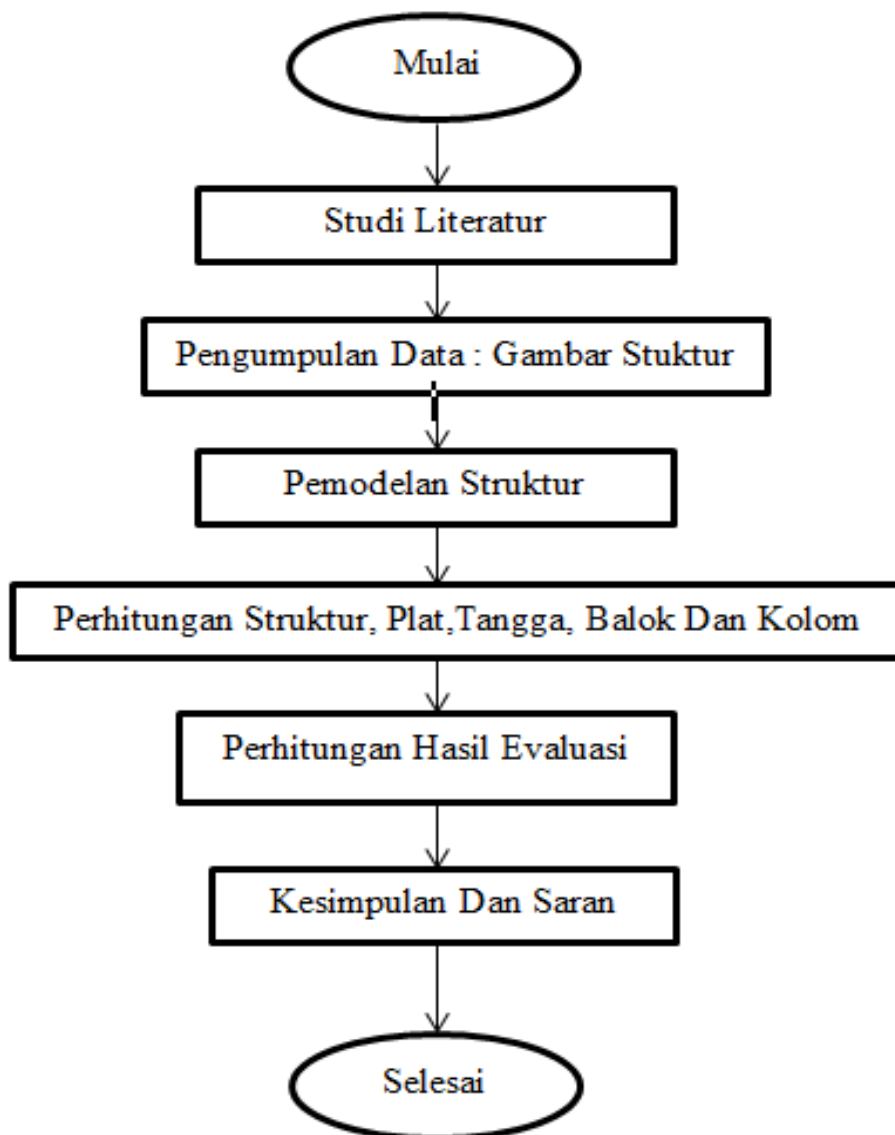 Mulai
Studi Literatur
Pengumpulan Data : Gambar Stuktur
Pemodelan Struktur
Perhitungan Struktur, Plat,Tangga, Balok Dan Kolom
Perhitungan Hasil Evaluasi
Kesimpulan Dan Saran
Selesai